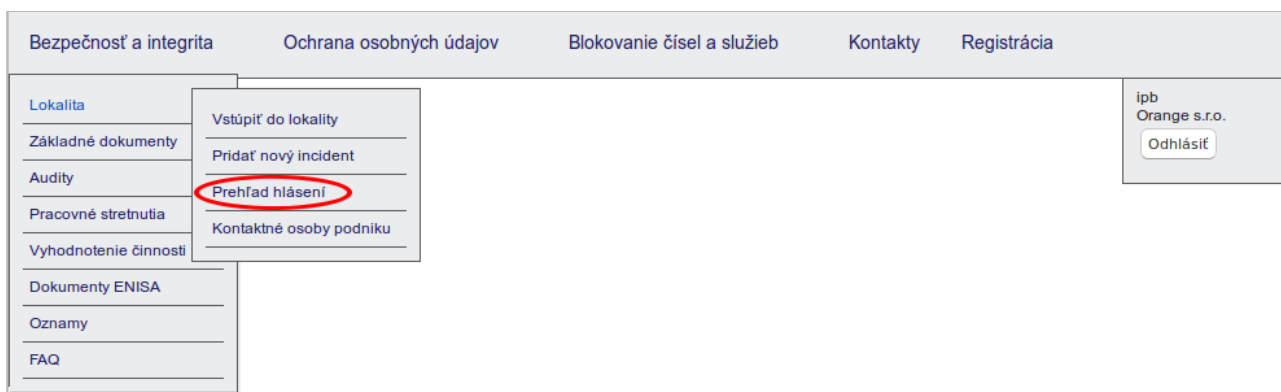 Bezpečnosť a integrita
Ochrana osobných údajov
Blokovanie čísel a služieb
Kontakty
Registrácia
Lokalita
Základné dokumenty
Audity
Pracovné stretnutia
Vyhodnotenie činnosti
Dokumenty ENISA
Oznamy
FAQ
Vstúpiť do lokality
Pridať nový incident
Prehľad hlásení
Kontaktné osoby podniku
ipb
Orange s.r.o.
Odhlásiť